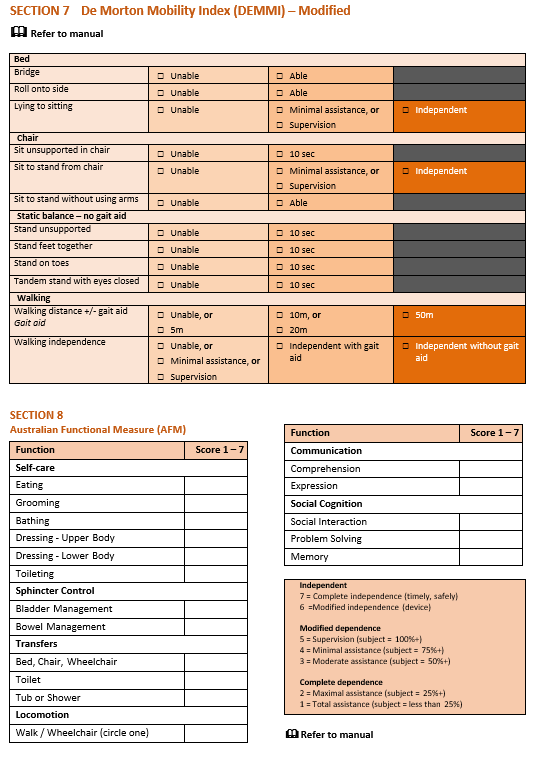 SECTION 7 De Morton Mobility Index (DEMMI) – Modified
Refer to manual
Bed
Bridge ☐ Unable ☐ Able
Roll onto side ☐ Unable ☐ Able
Lying to sitting ☐ Unable ☐ Minimal assistance, or ☐ Independent
☐ Supervision
Chair
Sit unsupported in chair ☐ Unable ☐ 10 sec
Sit to stand from chair ☐ Unable ☐ Minimal assistance, or ☐ Independent
☐ Supervision
Sit to stand without using arms ☐ Unable ☐ Able
Static balance – no gait aid
Stand unsupported ☐ Unable ☐ 10 sec
Stand feet together ☐ Unable ☐ 10 sec
Stand on toes ☐ Unable ☐ 10 sec
Tandem stand with eyes closed ☐ Unable ☐ 10 sec
Walking
Walking distance +/- gait aid ☐ Unable, or ☐ 10m, or ☐ 50m
Gait aid ☐ 5m ☐ 20m
Walking independence ☐ Unable, or ☐ Independent with gait ☐ Independent without gait
☐ Minimal assistance, or aid aid
☐ Supervision
SECTION 8
Australian Functional Measure (AFM)
Function Score 1 – 7
Self-care
Eating
Grooming
Bathing
Dressing - Upper Body
Dressing - Lower Body
Toileting
Sphincter Control
Bladder Management
Bowel Management
Transfers
Bed, Chair, Wheelchair
Toilet
Tub or Shower
Locomotion
Walk / Wheelchair (circle one)
Function Score 1 – 7
Communication
Comprehension
Expression
Social Cognition
Social Interaction
Problem Solving
Memory
Independent
7 = Complete independence (timely, safely)
6 =Modified independence (device)
Modified dependence
5 = Supervision (subject = 100%+)
4 = Minimal assistance (subject = 75%+)
3 = Moderate assistance (subject = 50%+)
Complete dependence
2 = Maximal assistance (subject = 25%+)
1 = Total assistance (subject = less than 25%)
Refer to manual